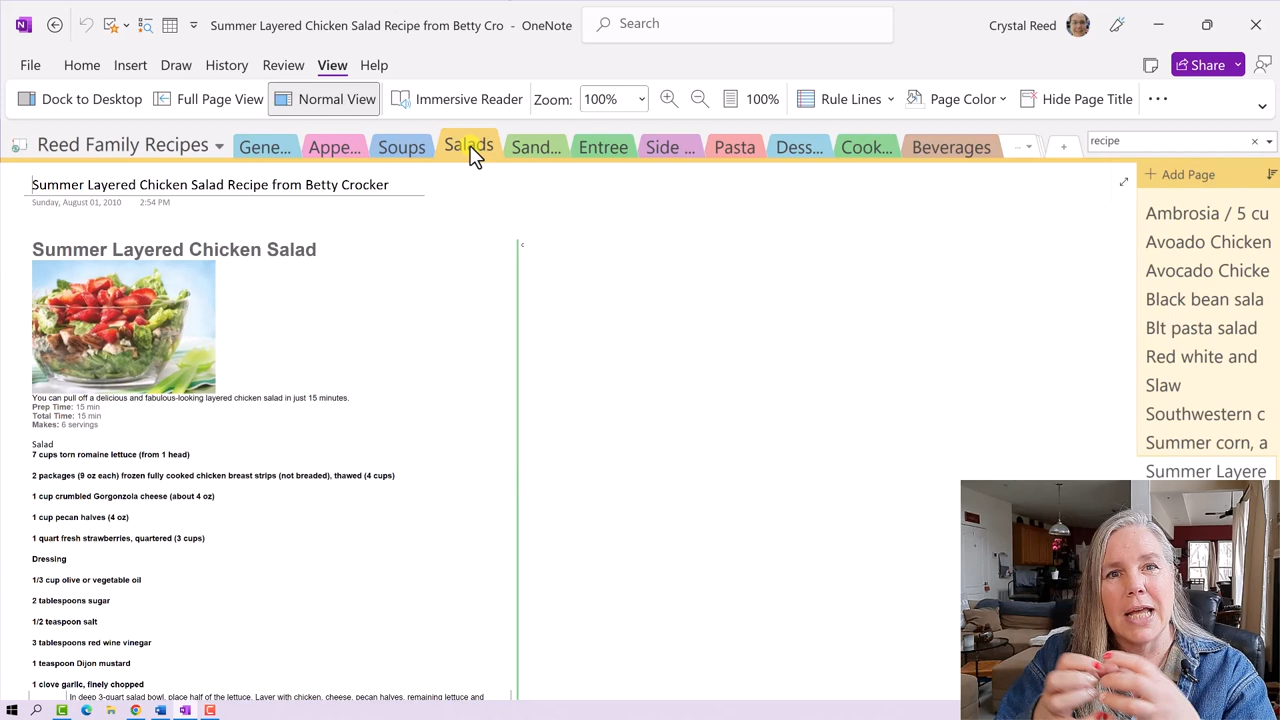 Summer Layered Chicken Salad Recipe from Betty Cro - OneNote
Search
Crystal Reed
File Home Insert Draw History Review View Help
Share
Dock to Desktop Full Page View Normal View Immersive Reader Zoom: 100% 100% Rule Lines Page Color Hide Page Title
Reed Family Recipes Gene... Appe... Soups Salads Sand... Entree Side ... Pasta Dess... Cook... Beverages ... + recipe
Summer Layered Chicken Salad Recipe from Betty Crocker
Sunday, August 01, 2010 2:54 PM
Summer Layered Chicken Salad
You can pull off a delicious and fabulous-looking layered chicken salad in just 15 minutes.
Prep Time: 15 min
Total Time: 15 min
Makes: 6 servings
Salad
7 cups torn romaine lettuce (from 1 head)
2 packages (9 oz each) frozen fully cooked chicken breast strips (not breaded), thawed (4 cups)
1 cup crumbled Gorgonzola cheese (about 4 oz)
1 cup pecan halves (4 oz)
1 quart fresh strawberries, quartered (3 cups)
Dressing
1/3 cup olive or vegetable oil
2 tablespoons sugar
1/2 teaspoon salt
3 tablespoons red wine vinegar
1 teaspoon Dijon mustard
1 clove garlic, finely chopped
In deep 3-quart salad bowl, place half of the lettuce. Layer with chicken, cheese, pecan halves, remaining lettuce and
Add Page
Ambrosia / 5 cu
Avoado Chicken
Avocado Chicke
Black bean sala
Blt pasta salad
Red white and
Slaw
Southwestern c
Summer corn, a
Summer Layere